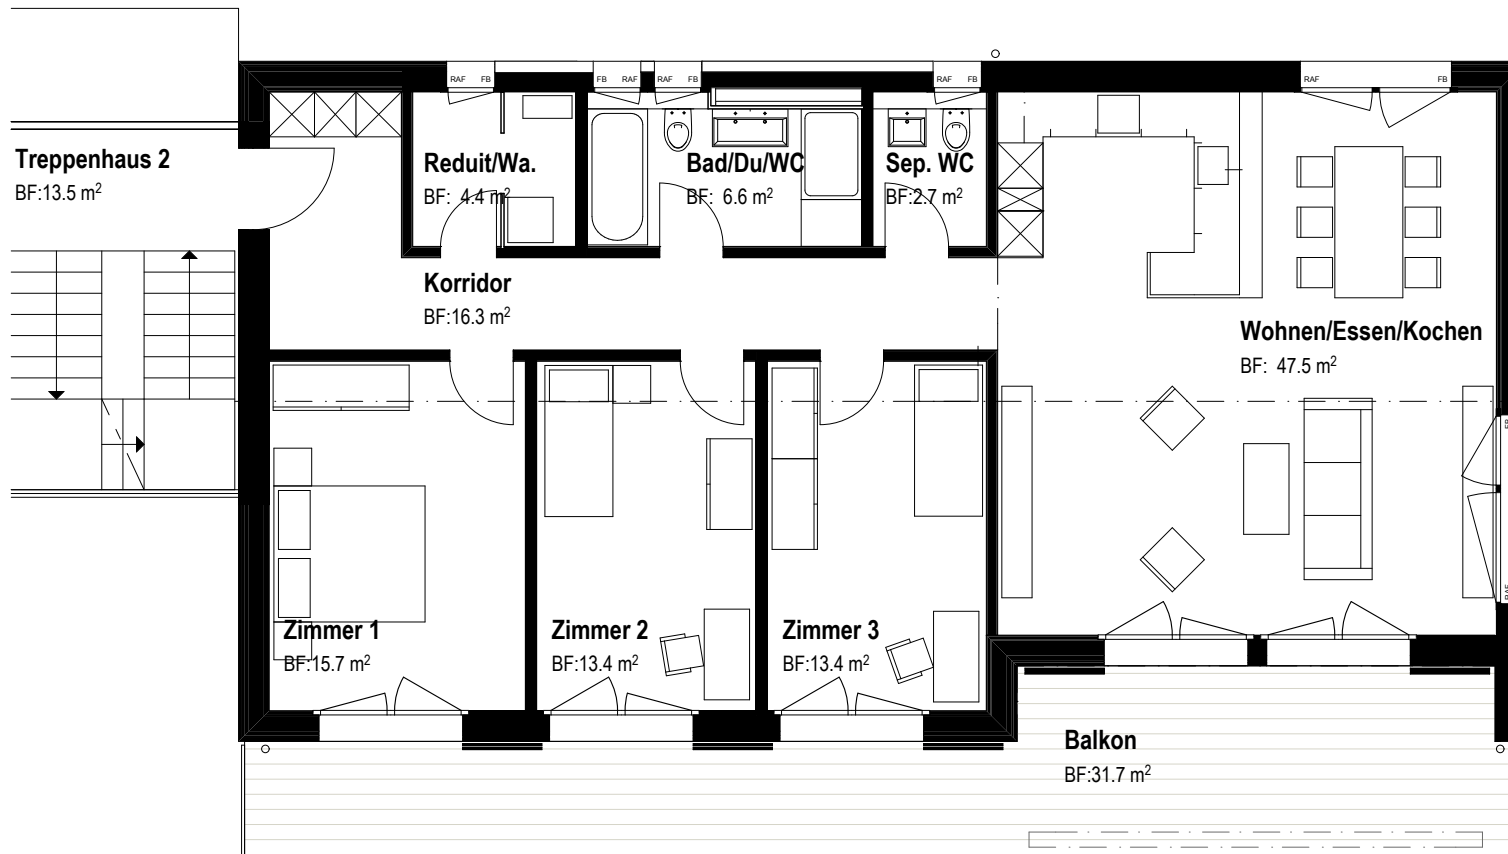 RAF FB
FB RAF
RAF FB
RAF FB
RAF FB
Treppenhaus 2
BF:13.5 m²
Reduit/Wa.
BF: 4.4 m²
Bad/Du/WC
BF: 6.6 m²
Sep. WC
BF:2.7 m²
Korridor
BF:16.3 m²
Wohnen/Essen/Kochen
BF: 47.5 m²
FB
RAF
Zimmer 1
BF:15.7 m²
Zimmer 2
BF:13.4 m²
Zimmer 3
BF:13.4 m²
Balkon
BF:31.7 m²